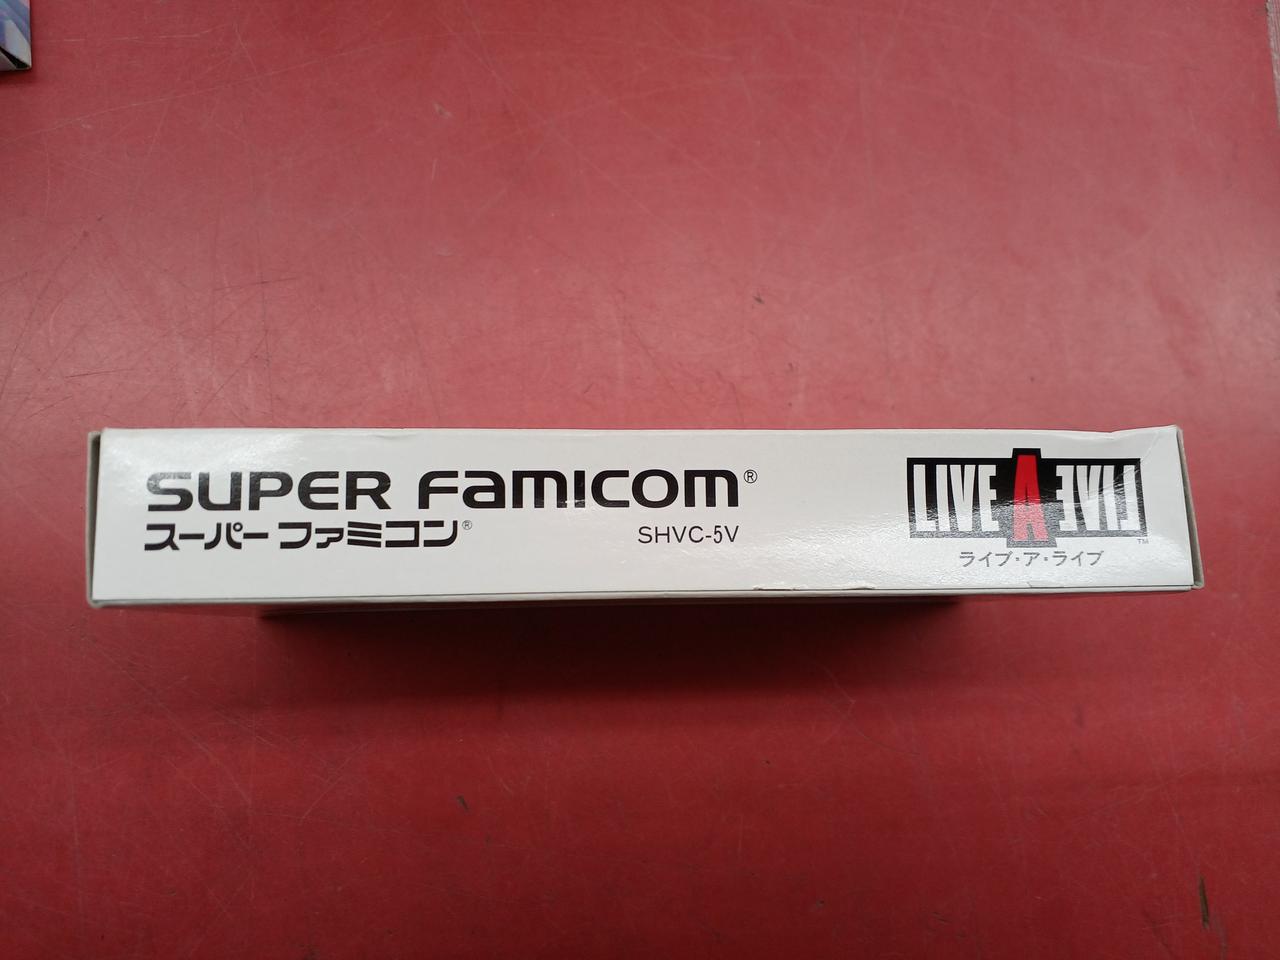 SUPER FAMICOM®
スーパーファミコン®
SHVC-5V
LIVE A EVIL™
ライブ・ア・ライブ